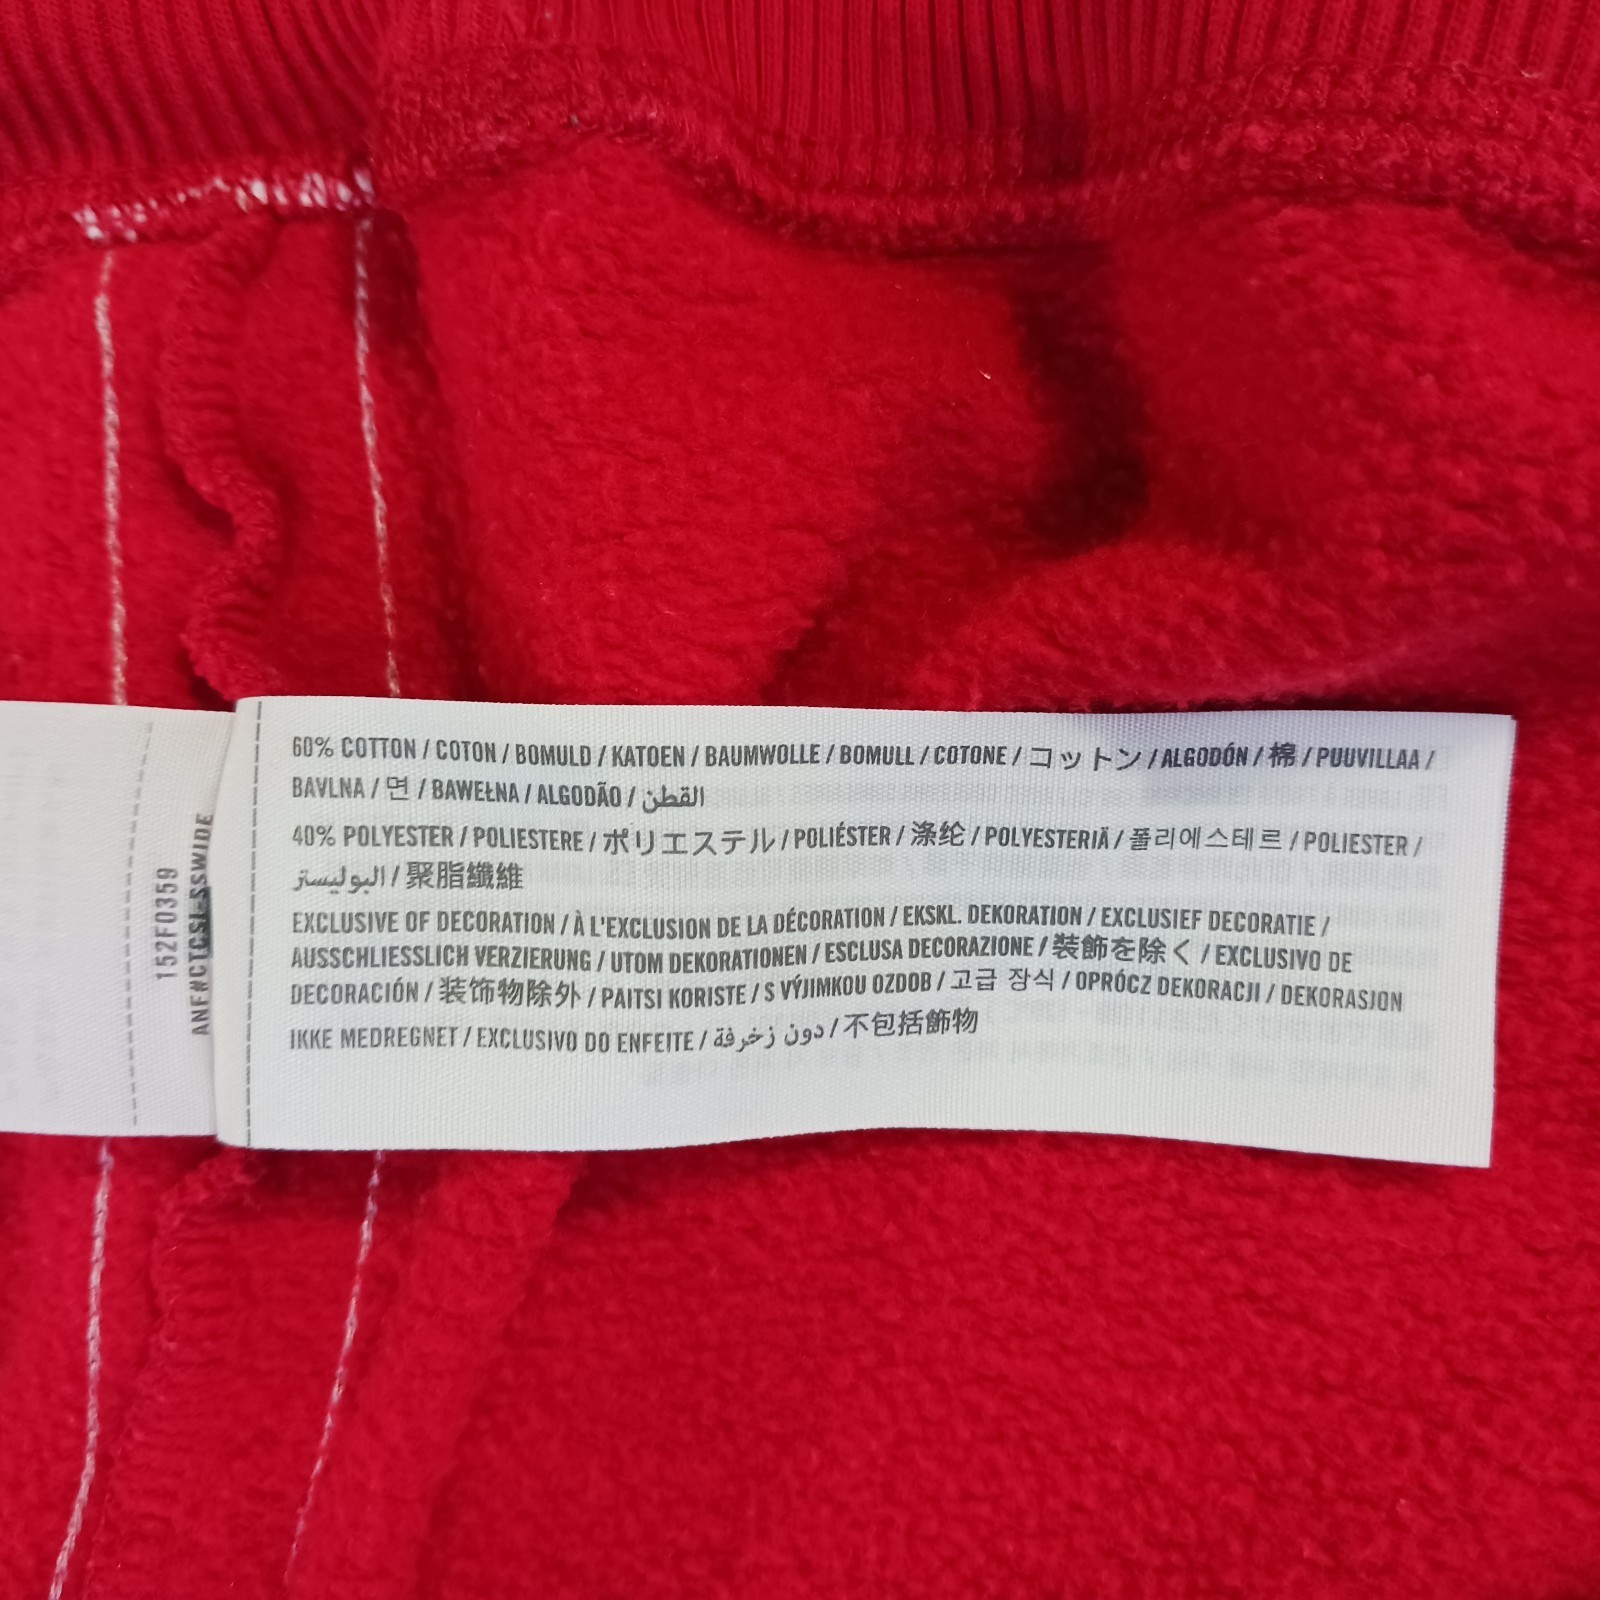 60% COTTON / COTON / BOMULD / KATOEN / BAUMWOLLE / BOMULL / COTONE / コットン / ALGODÓN / 棉 / PUUVILLAA /
BAVLNA / 면 / BAWEŁNA / ALGODÃO / القطن
40% POLYESTER / POLIESTERE / ポリエステル / POLIÉSTER / 涤纶 / POLYESTERIÄ / 폴리에스테르 / POLIESTER /
البوليستر / 聚脂纖維
EXCLUSIVE OF DECORATION / À L'EXCLUSION DE LA DÉCORATION / EKSKL. DEKORATION / EXCLUSIEF DECORATIE /
AUSSCHLIESSLICH VERZIERUNG / UTOM DEKORATIONEN / ESCLUSA DECORAZIONE / 装飾を除く / EXCLUSIVO DE
DECORACIÓN / 装饰物除外 / PAITSI KORISTE / S VÝJIMKOU OZDOB / 고급 장식 / OPRÓCZ DEKORACJI / DEKORASJON
IKKE MEDREGNET / EXCLUSIVO DO ENFEITE / دون زخرفة / 不包括飾物
152F0359
ANF#CTCSI-SSWIDE